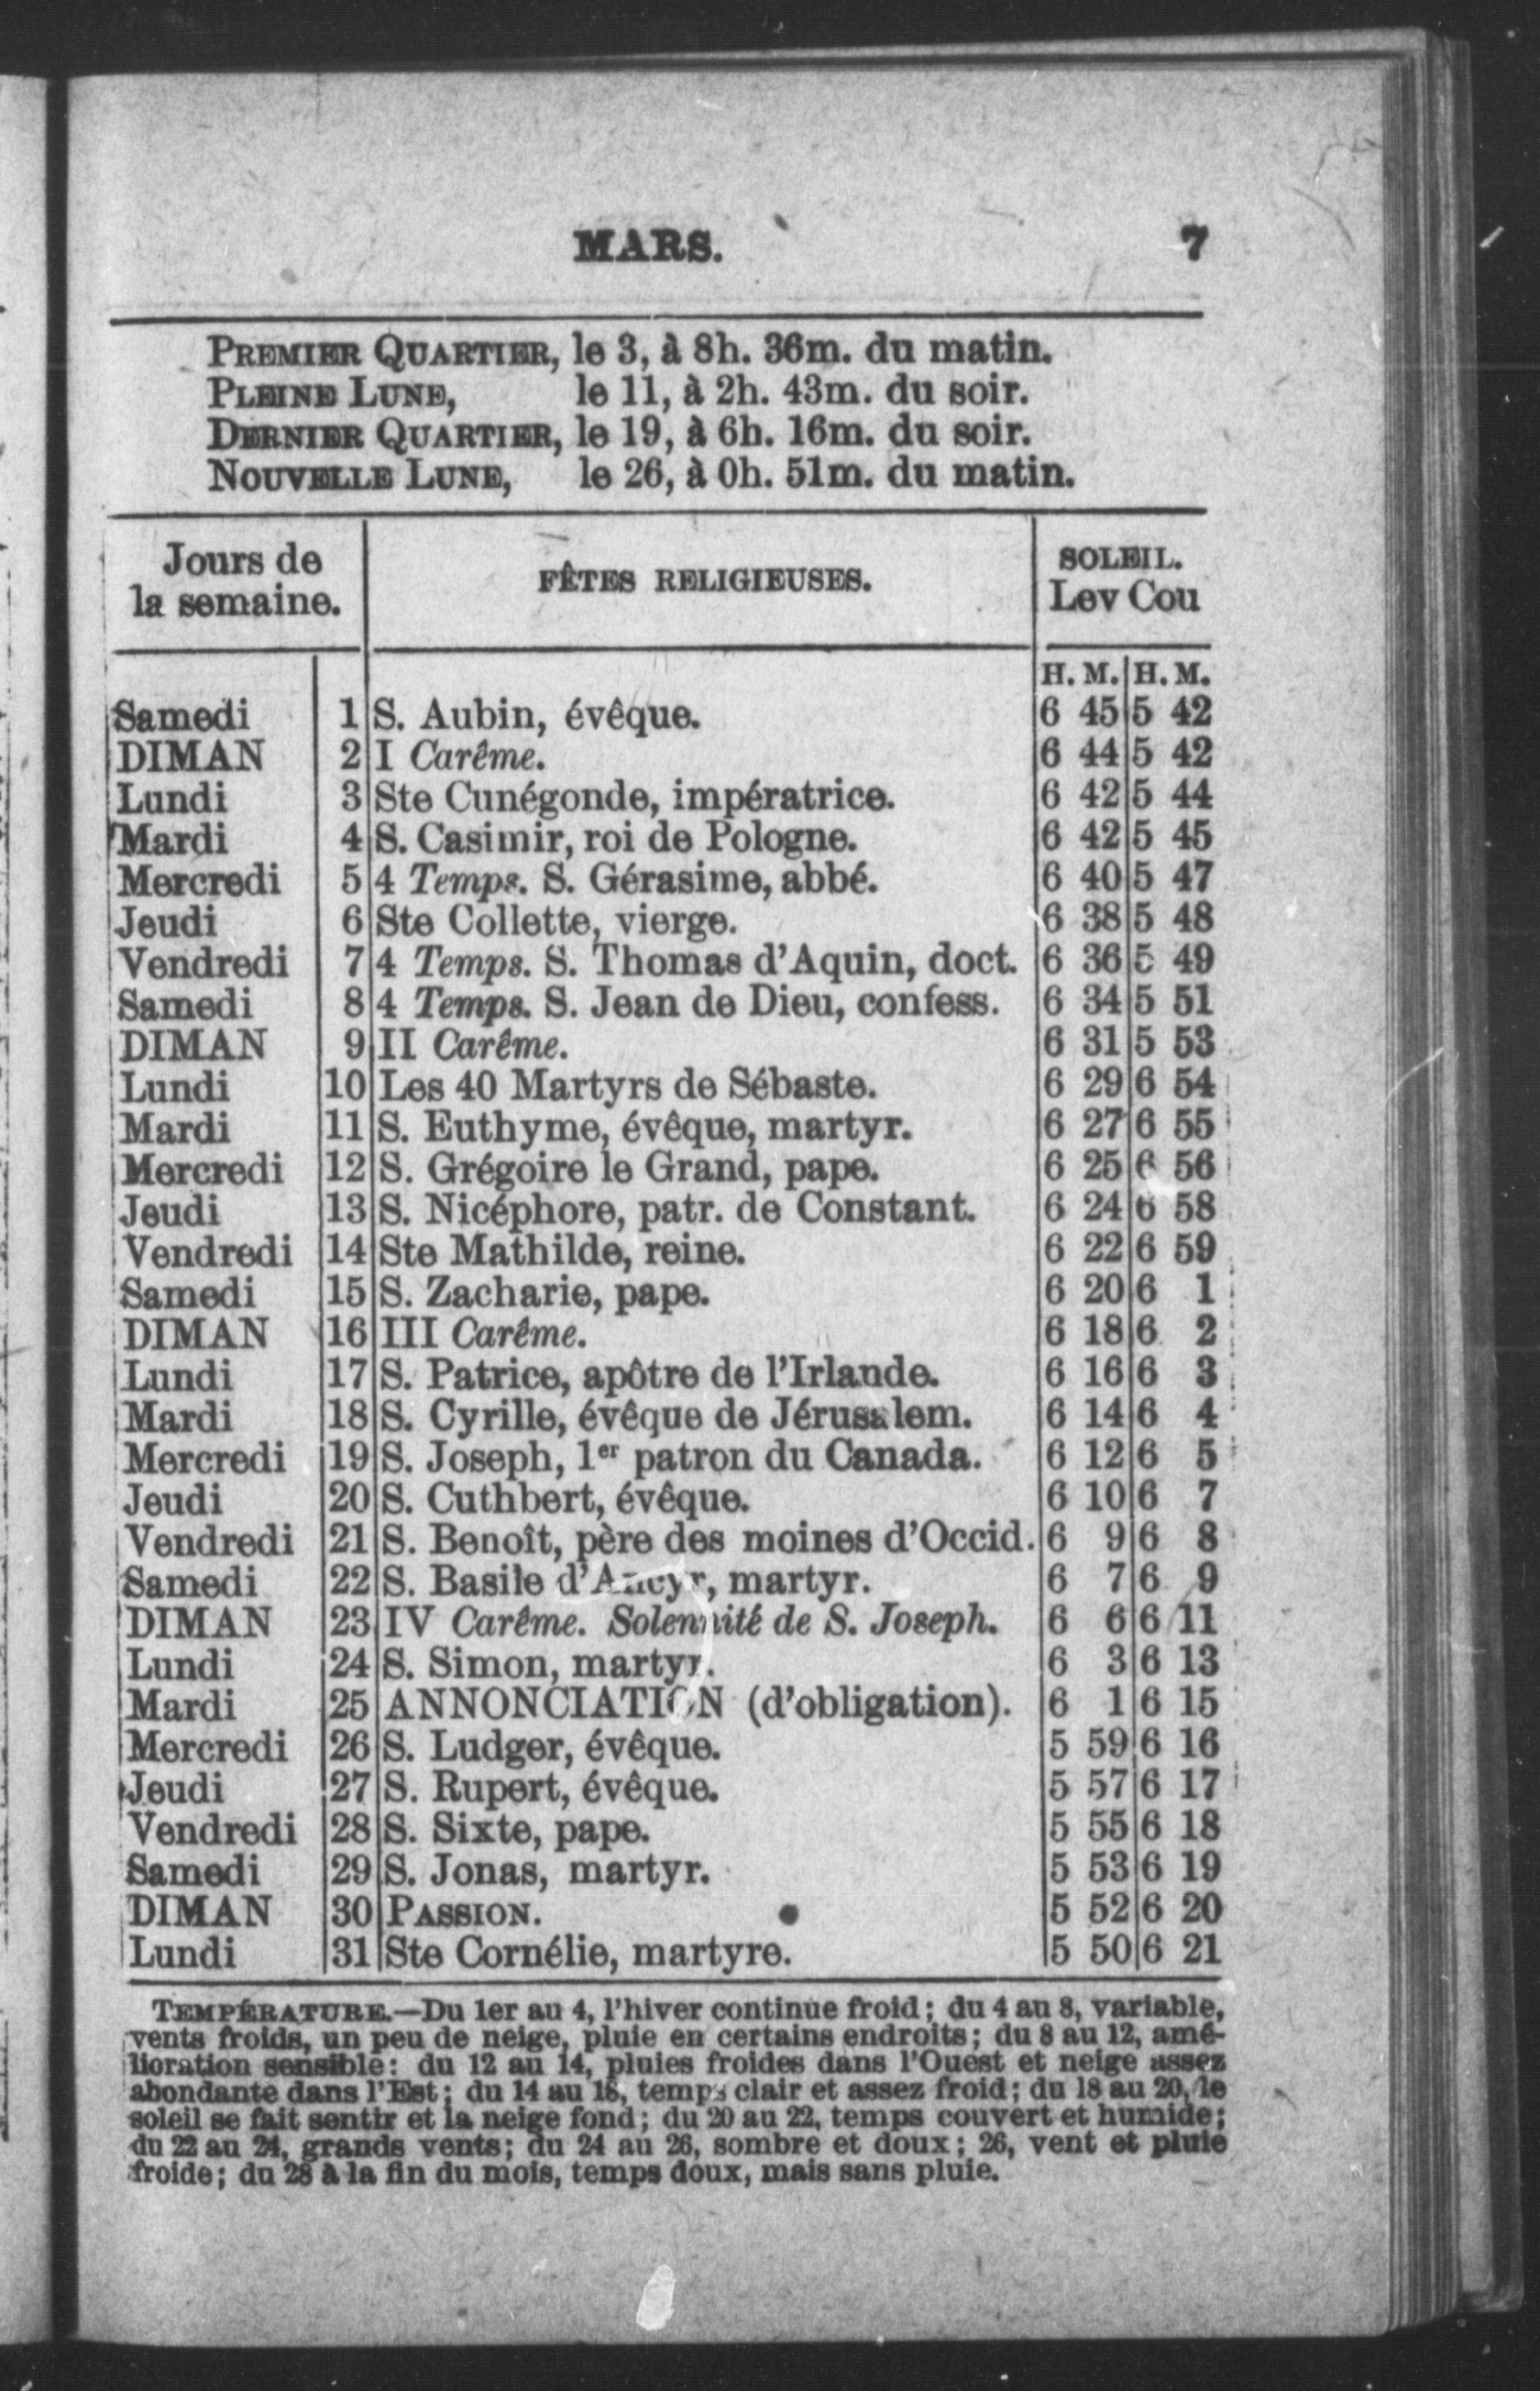 MARS. 7
PREMIER QUARTIER, le 3, à 8h. 36m. du matin.
PLEINE LUNE, le 11, à 2h. 43m. du soir.
DERNIER QUARTIER, le 19, à 6h. 16m. du soir.
NOUVELLE LUNE, le 26, à 0h. 51m. du matin.
Jours de la semaine. FÊTES RELIGIEUSES. SOLEIL. Lev Cou
H. M. H. M.
Samedi 1 S. Aubin, évêque. 6 45 5 42
DIMAN 2 I Carême. 6 44 5 42
Lundi 3 Ste Cunégonde, impératrice. 6 42 5 44
Mardi 4 S. Casimir, roi de Pologne. 6 42 5 45
Mercredi 5 4 Temps. S. Gérasime, abbé. 6 40 5 47
Jeudi 6 Ste Collette, vierge. 6 38 5 48
Vendredi 7 4 Temps. S. Thomas d'Aquin, doct. 6 36 5 49
Samedi 8 4 Temps. S. Jean de Dieu, confess. 6 34 5 51
DIMAN 9 II Carême. 6 31 5 53
Lundi 10 Les 40 Martyrs de Sébaste. 6 29 6 54
Mardi 11 S. Euthyme, évêque, martyr. 6 27 6 55
Mercredi 12 S. Grégoire le Grand, pape. 6 25 6 56
Jeudi 13 S. Nicéphore, patr. de Constant. 6 24 6 58
Vendredi 14 Ste Mathilde, reine. 6 22 6 59
Samedi 15 S. Zacharie, pape. 6 20 6 1
DIMAN 16 III Carême. 6 18 6 2
Lundi 17 S. Patrice, apôtre de l'Irlande. 6 16 6 3
Mardi 18 S. Cyrille, évêque de Jérusalem. 6 14 6 4
Mercredi 19 S. Joseph, 1er patron du Canada. 6 12 6 5
Jeudi 20 S. Cuthbert, évêque. 6 10 6 7
Vendredi 21 S. Benoît, père des moines d'Occid. 6 9 6 8
Samedi 22 S. Basile d'Ancyr, martyr. 6 7 6 9
DIMAN 23 IV Carême. Solennité de S. Joseph. 6 6 6 11
Lundi 24 S. Simon, martyr. 6 3 6 13
Mardi 25 ANNONCIATION (d'obligation). 6 1 6 15
Mercredi 26 S. Ludger, évêque. 5 59 6 16
Jeudi 27 S. Rupert, évêque. 5 57 6 17
Vendredi 28 S. Sixte, pape. 5 55 6 18
Samedi 29 S. Jonas, martyr. 5 53 6 19
DIMAN 30 PASSION. 5 52 6 20
Lundi 31 Ste Cornélie, martyre. 5 50 6 21
TEMPÉRATURE.—Du 1er au 4, l'hiver continue froid; du 4 au 8, variable,
vents froids, un peu de neige, pluie en certains endroits; du 8 au 12, amé-
lioration sensible: du 12 au 14, pluies froides dans l'Ouest et neige assez
abondante dans l'Est; du 14 au 18, temps clair et assez froid; du 18 au 20, le
soleil se fait sentir et la neige fond; du 20 au 22, temps couvert et humide;
du 22 au 24, grands vents; du 24 au 26, sombre et doux; 26, vent et pluie
froide; du 28 à la fin du mois, temps doux, mais sans pluie.